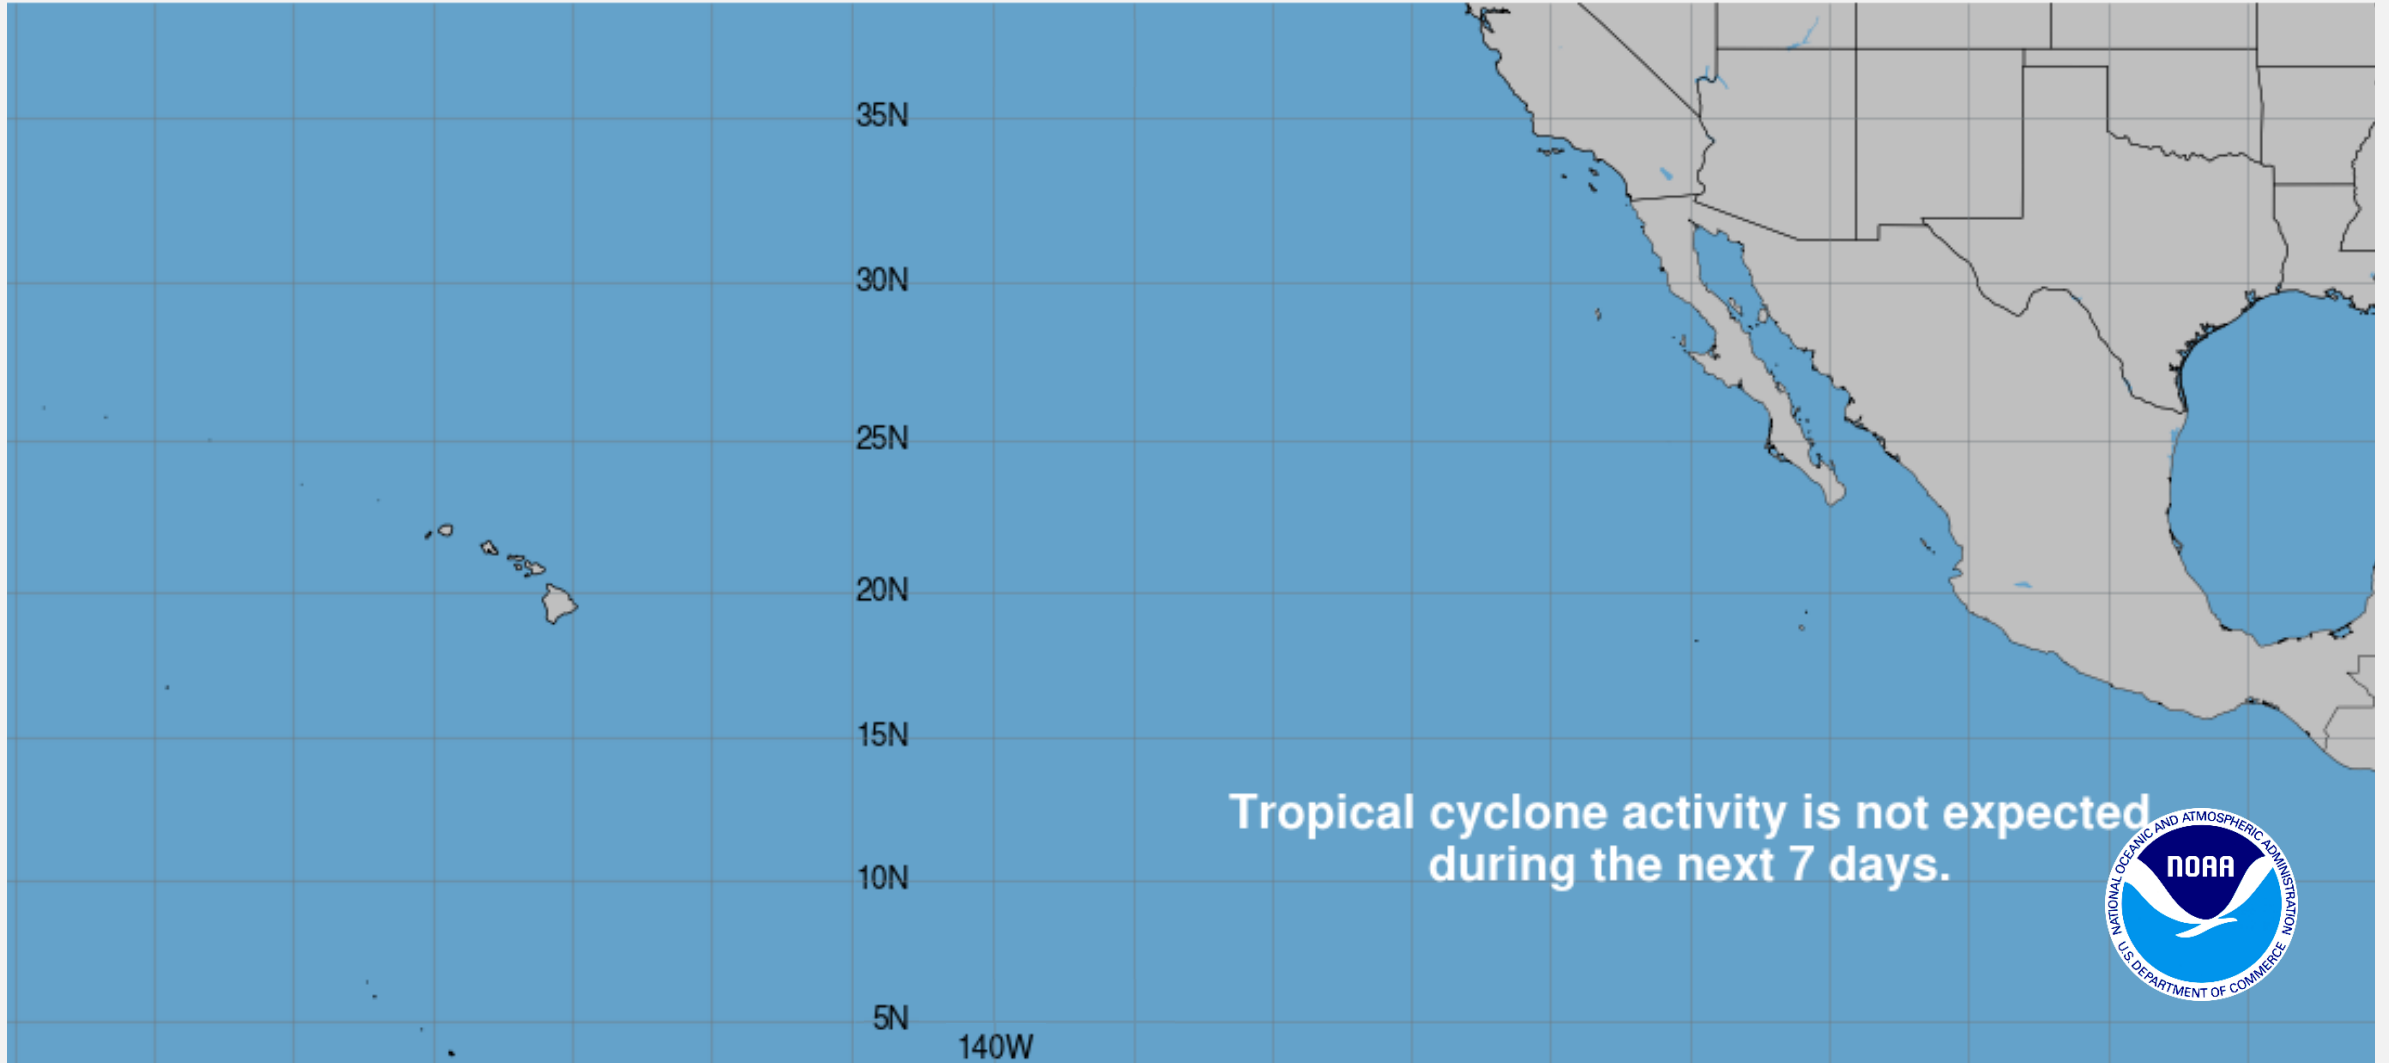 35N
30N
25N
20N
15N
Tropical cyclone activity is not expected
during the next 7 days.
10N
5N
140W
NATIONAL OCEANIC AND ATMOSPHERIC ADMINISTRATION
NOAA
U.S. DEPARTMENT OF COMMERCE